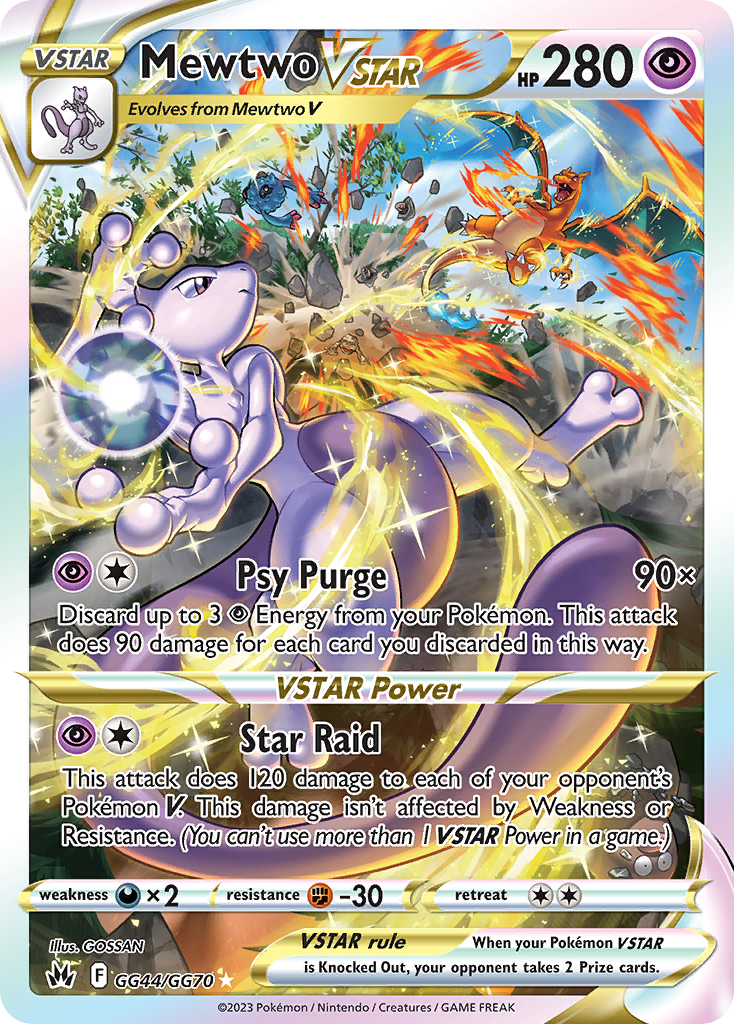 VSTAR
Mewtwo VSTAR
HP 280
Evolves from Mewtwo V
Psy Purge 90×
Discard up to 3 Energy from your Pokémon. This attack
does 90 damage for each card you discarded in this way.
VSTAR Power
Star Raid
This attack does 120 damage to each of your opponent's
Pokémon V. This damage isn't affected by Weakness or
Resistance. (You can't use more than 1 VSTAR Power in a game.)
weakness ×2 resistance -30 retreat
Illus. GOSSAN
VSTAR rule When your Pokémon VSTAR
is Knocked Out, your opponent takes 2 Prize cards.
F GG44/GG70
©2023 Pokémon / Nintendo / Creatures / GAME FREAK